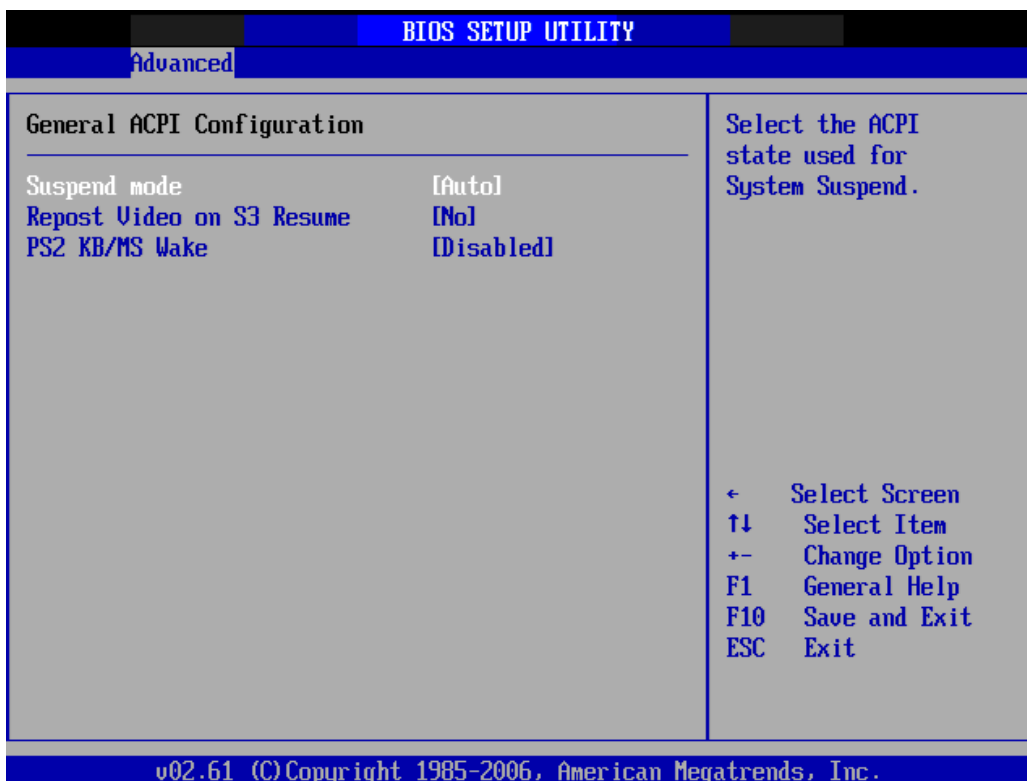 BIOS SETUP UTILITY
Advanced
General ACPI Configuration
Suspend mode [Auto]
Repost Video on S3 Resume [No]
PS2 KB/MS Wake [Disabled]
Select the ACPI
state used for
System Suspend.
← Select Screen
↑↓ Select Item
+- Change Option
F1 General Help
F10 Save and Exit
ESC Exit
v02.61 (C)Copyright 1985-2006, American Megatrends, Inc.